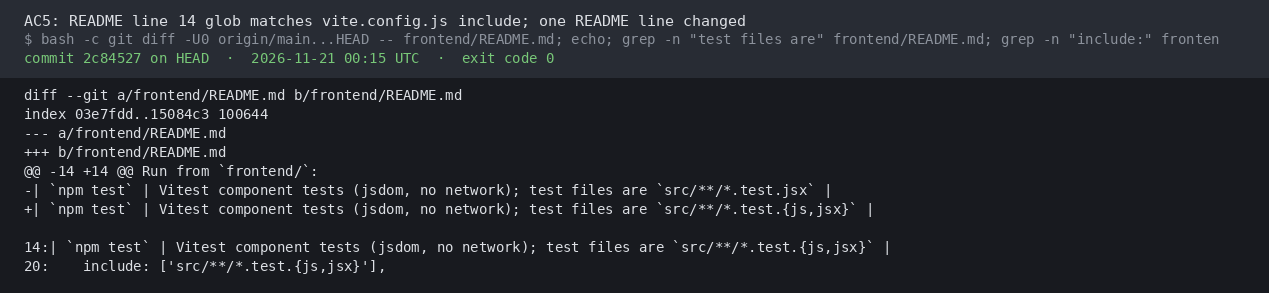 AC5: README line 14 glob matches vite.config.js include; one README line changed
$ bash -c git diff -U0 origin/main...HEAD -- frontend/README.md; echo; grep -n "test files are" frontend/README.md; grep -n "include:" fronten
commit 2c84527 on HEAD · 2026-11-21 00:15 UTC · exit code 0
diff --git a/frontend/README.md b/frontend/README.md
index 03e7fdd..15084c3 100644
--- a/frontend/README.md
+++ b/frontend/README.md
@@ -14 +14 @@ Run from `frontend/`:
-| `npm test` | Vitest component tests (jsdom, no network); test files are `src/**/*.test.jsx` |
+| `npm test` | Vitest component tests (jsdom, no network); test files are `src/**/*.test.{js,jsx}` |
14:| `npm test` | Vitest component tests (jsdom, no network); test files are `src/**/*.test.{js,jsx}` |
20:    include: ['src/**/*.test.{js,jsx}'],